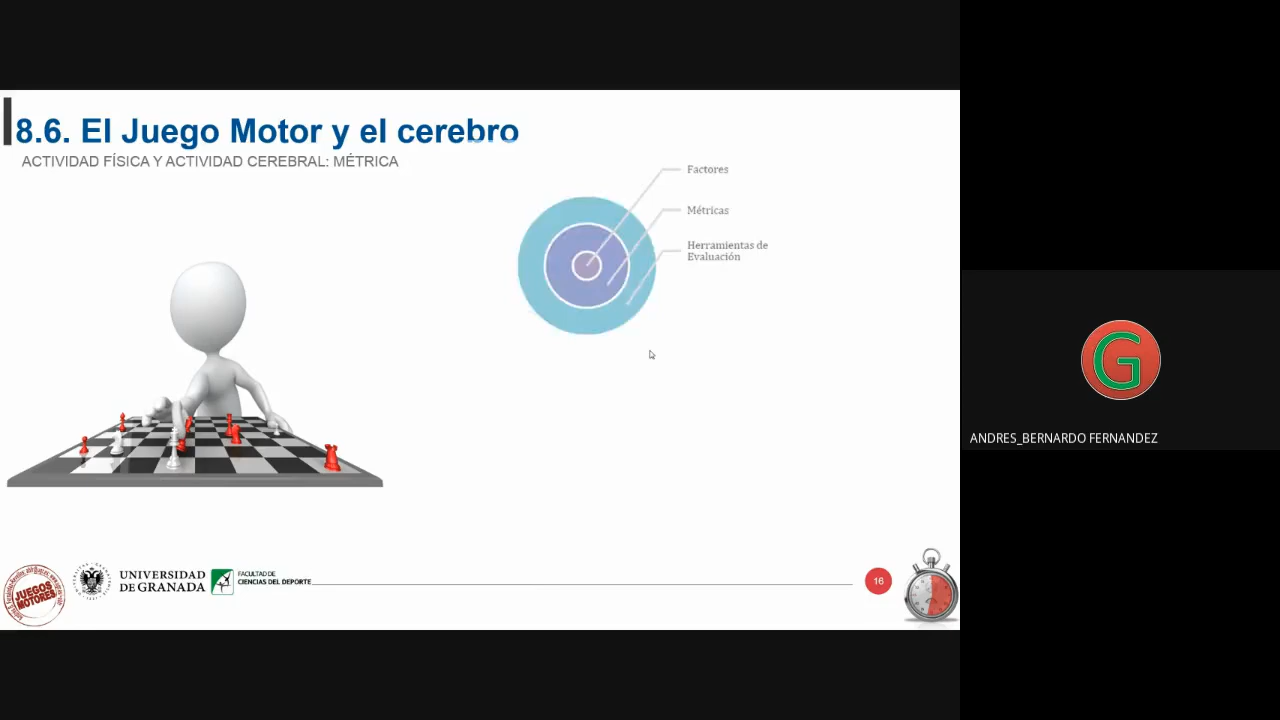 8.6. El Juego Motor y el cerebro
ACTIVIDAD FÍSICA Y ACTIVIDAD CEREBRAL: MÉTRICA
Factores
Métricas
Herramientas de
Evaluación
G
ANDRES_BERNARDO FERNANDEZ
JUEGOS
MOTORES
UNIVERSIDAD
DE GRANADA
FACULTAD DE
CIENCIAS DEL DEPORTE
16